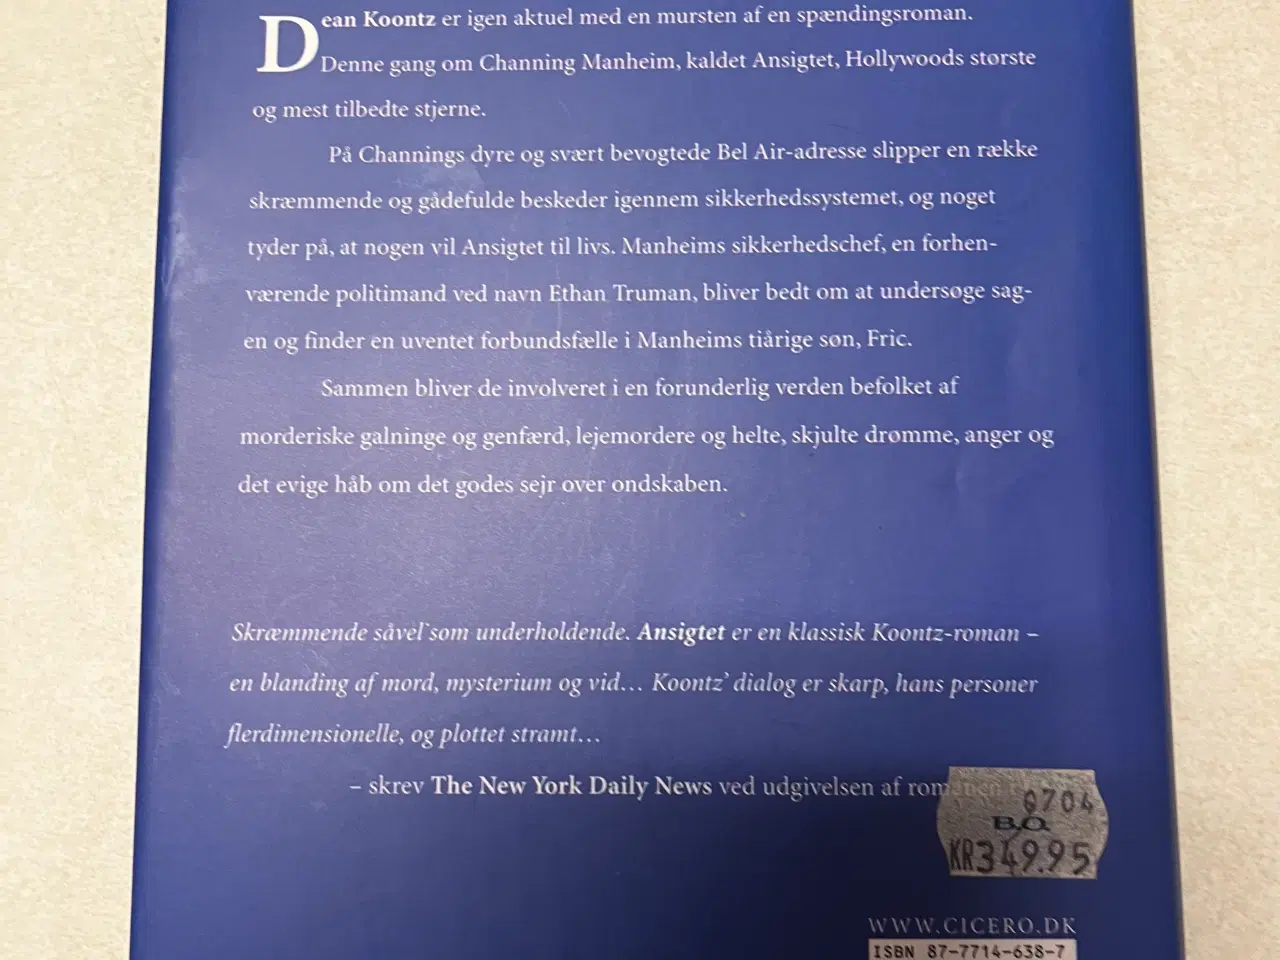 Dean Koontz er igen aktuel med en mursten af en spændingsroman.
Denne gang om Channing Manheim, kaldet Ansigtet, Hollywoods største
og mest tilbedte stjerne.
På Channings dyre og svært bevogtede Bel Air-adresse slipper en række
skræmmende og gådefulde beskeder igennem sikkerhedssystemet, og noget
tyder på, at nogen vil Ansigtet til livs. Manheims sikkerhedschef, en forhen-
værende politimand ved navn Ethan Truman, bliver bedt om at undersøge sag-
en og finder en uventet forbundsfælle i Manheims tiårige søn, Fric.
Sammen bliver de involveret i en forunderlig verden befolket af
morderiske galninge og genfærd, lejemordere og helte, skjulte drømme, anger og
det evige håb om det godes sejr over ondskaben.
Skræmmende såvel som underholdende. Ansigtet er en klassisk Koontz-roman –
en blanding af mord, mysterium og vid... Koontz' dialog er skarp, hans personer
flerdimensionelle, og plottet stramt...
– skrev The New York Daily News ved udgivelsen af romanen
0704
B.O.
KR349.95
WWW.CICERO.DK
ISBN 87-7714-638-7